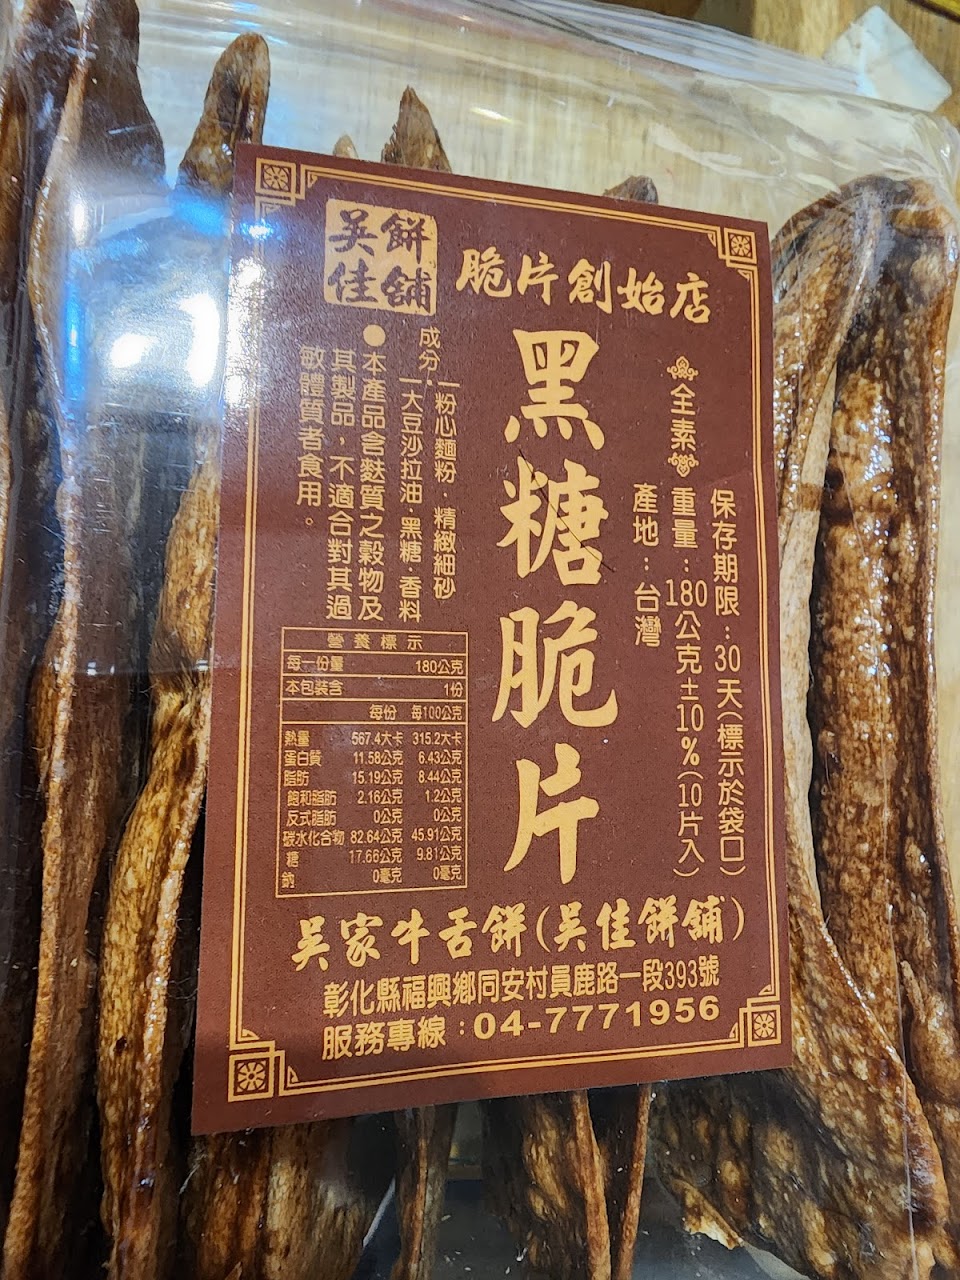 吳佳餅舖
脆片創始店
黑糖脆片
全素
保存期限：30天(標示於袋口)
重量：180公克±10%(10片入)
產地：台灣
成分：
粉心麵粉．精緻細砂
大豆沙拉油．黑糖．香料
●本產品含麩質之穀物及
其製品，不適合對其過
敏體質者食用。
營養標示
每一份量 180公克
本包裝含 1份
每份 每100公克
熱量 567.4大卡 315.2大卡
蛋白質 11.58公克 6.43公克
脂肪 15.19公克 8.44公克
飽和脂肪 2.16公克 1.2公克
反式脂肪 0公克 0公克
碳水化合物 82.64公克 45.91公克
糖 17.66公克 9.81公克
鈉 0毫克 0毫克
吳家牛舌餅(吳佳餅舖)
彰化縣福興鄉同安村員鹿路一段393號
服務專線：04-7771956